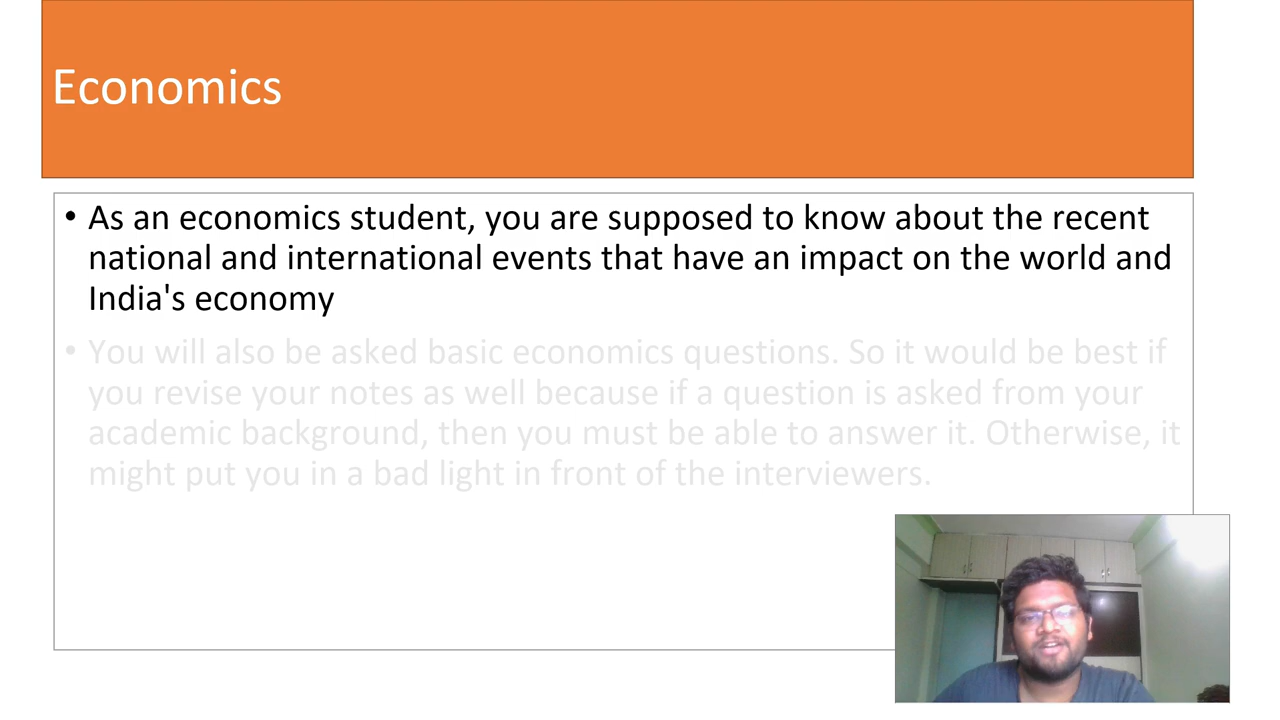 Economics
• As an economics student, you are supposed to know about the recent
national and international events that have an impact on the world and
India's economy
• You will also be asked basic economics questions. So it would be best if
you revise your notes as well because if a question is asked from your
academic background, then you must be able to answer it. Otherwise, it
might put you in a bad light in front of the interviewers.